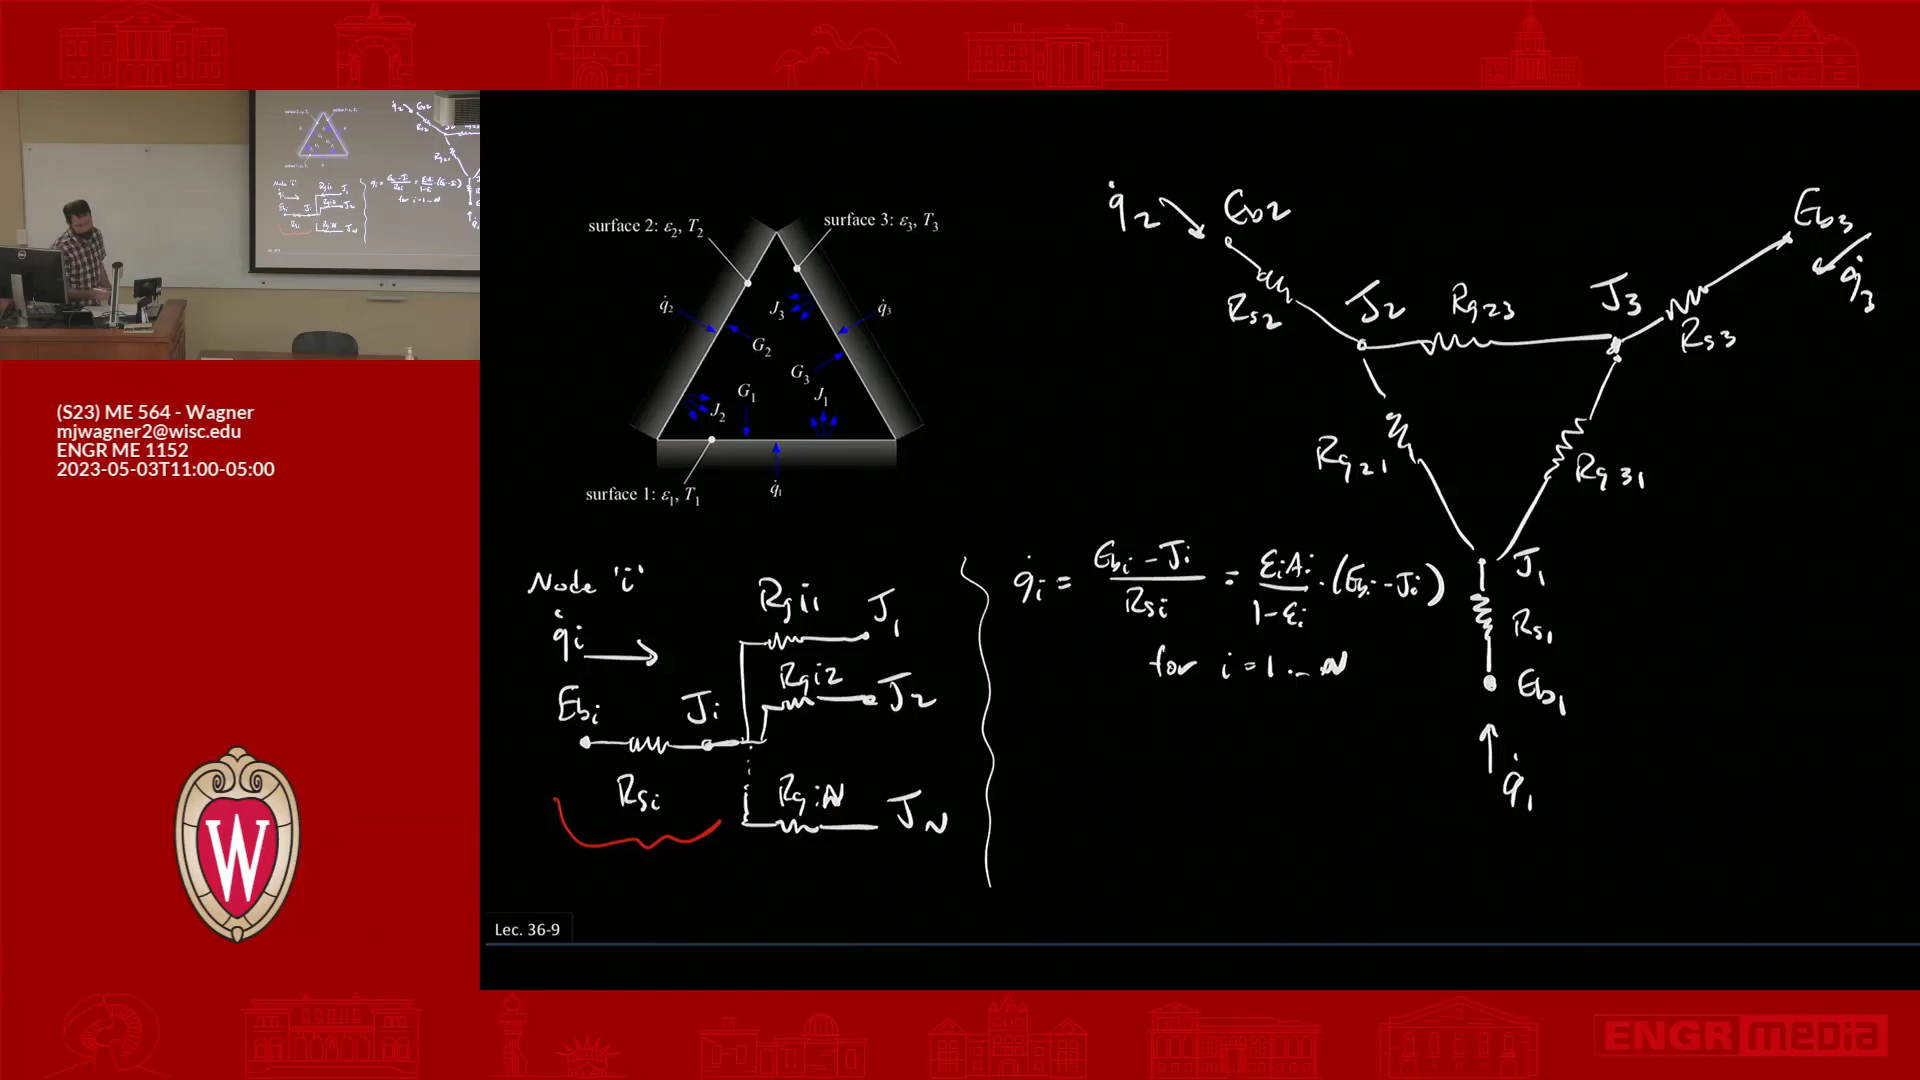 (S23) ME 564 - Wagner
mjwagner2@wisc.edu
ENGR ME 1152
2023-05-03T11:00-05:00
W
surface 2: ε₂, T₂
surface 3: ε₃, T₃
q̇₂
J₃
q̇₃
G₂
G₃
G₁
J₁
J₂
surface 1: ε₁, T₁
q̇₁
q̇₂
Eb2
Eb3
q̇₃
Rs2
J2
Rg23
J3
Rs3
Rg21
Rg31
J1
Rs1
Eb1
q̇1
Node 'i'
q̇i
Rgi1
J1
Rgi2
J2
Ebi
Ji
Rsi
RgiN
JN
q̇i = (Ebi - Ji) / Rsi = εiAi / (1-εi) · (Ebi - Ji)
for i = 1 ... N
Lec. 36-9
ENGR media